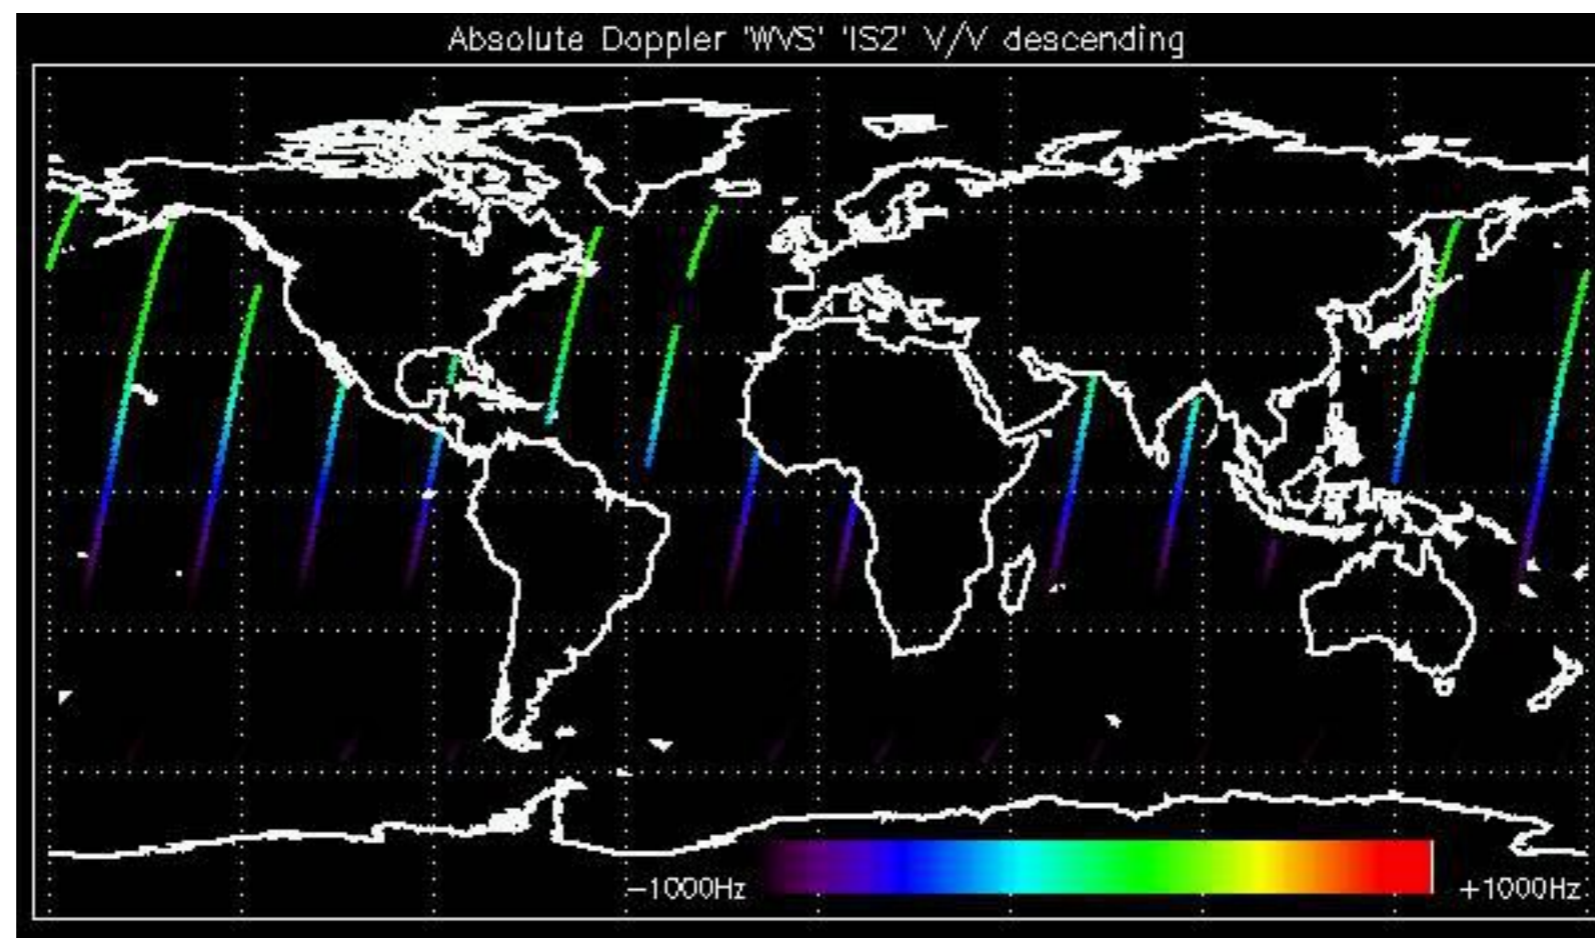 Absolute Doppler 'WVS' 'IS2' V/V descending
−1000Hz
+1000Hz